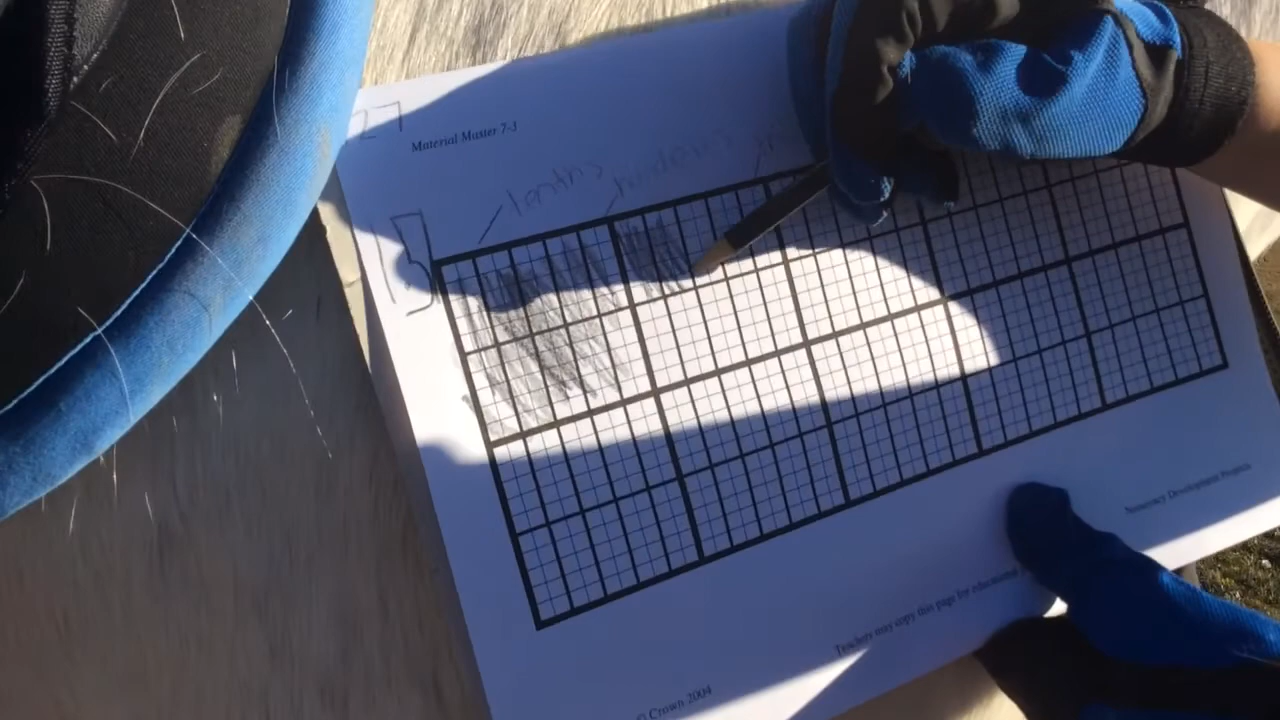 27
Material Master 7-3
tenths
hundredths
Numeracy Development Projects
Teachers may copy this page for educational
© Crown 2004